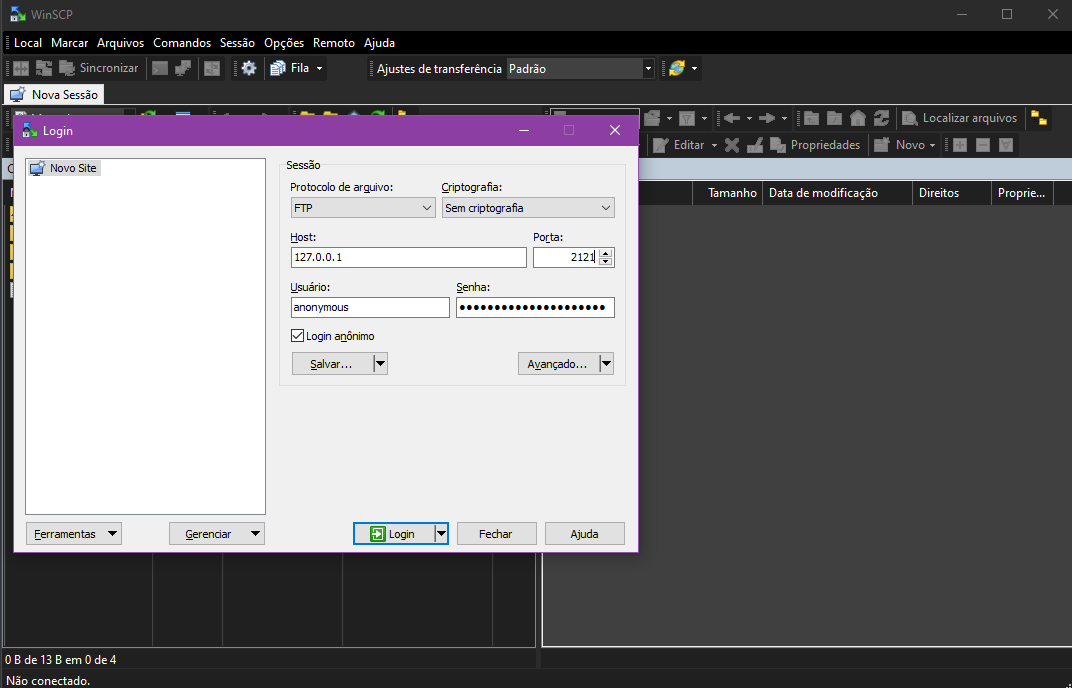 WinSCP
Local Marcar Arquivos Comandos Sessão Opções Remoto Ajuda
Sincronizar Fila Ajustes de transferência Padrão
Nova Sessão
Localizar arquivos
Editar Propriedades Novo
Tamanho Data de modificação Direitos Proprie...
Login
Novo Site
Sessão
Protocolo de arquivo: Criptografia:
FTP Sem criptografia
Host: Porta:
127.0.0.1 2121
Usuário: Senha:
anonymous ●●●●●●●●●●●●●●●●●●●●●
Login anônimo
Salvar... Avançado...
Ferramentas Gerenciar Login Fechar Ajuda
0 B de 13 B em 0 de 4
Não conectado.